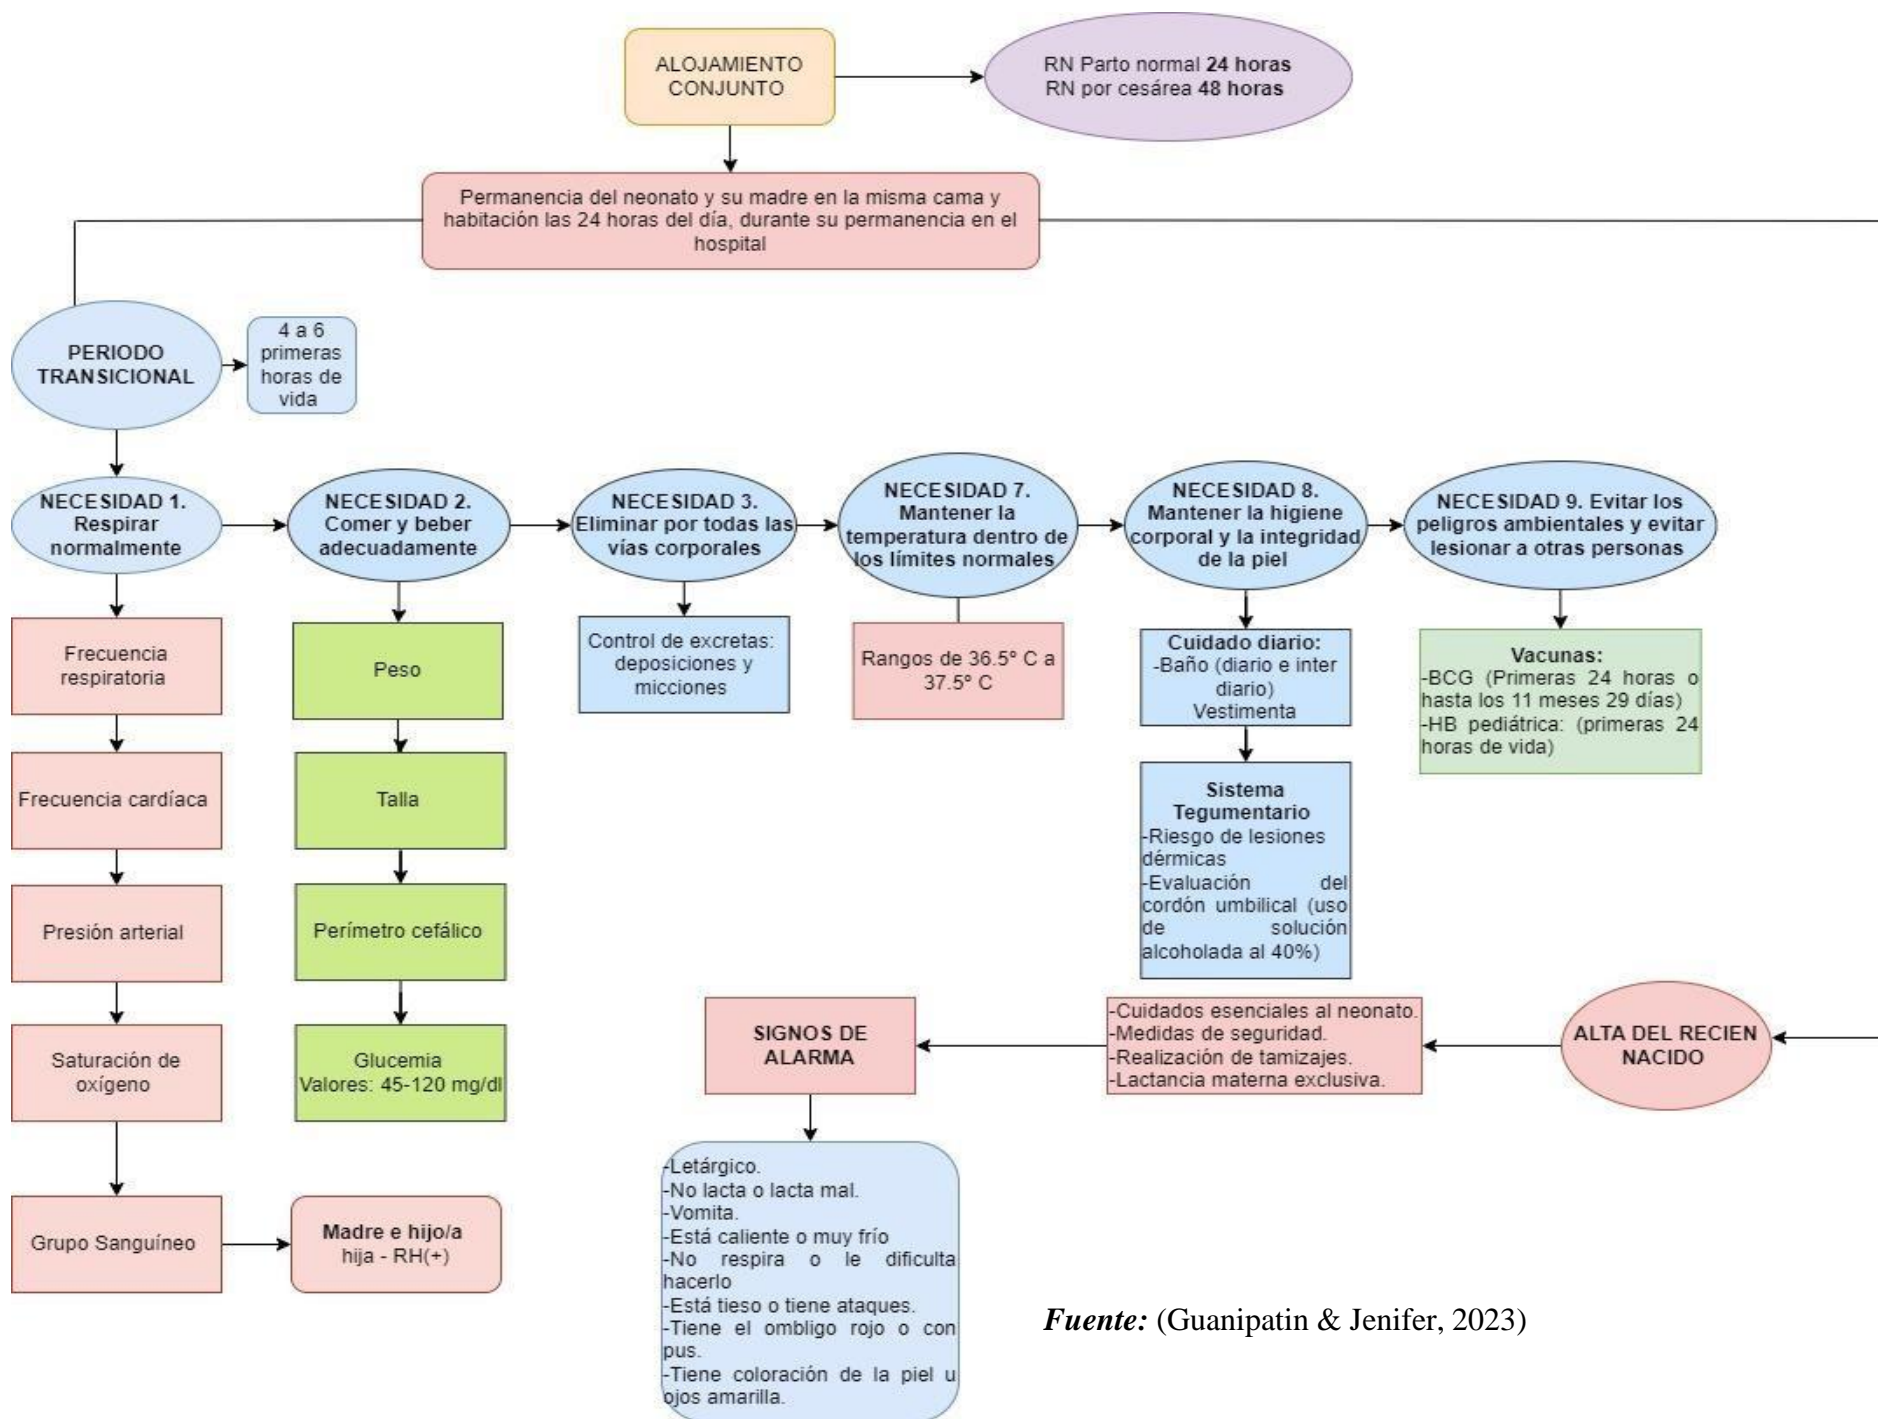 ALOJAMIENTO
CONJUNTO
RN Parto normal 24 horas
RN por cesárea 48 horas
Permanencia del neonato y su madre en la misma cama y
habitación las 24 horas del día, durante su permanencia en el
hospital
PERIODO
TRANSICIONAL
4 a 6
primeras
horas de
vida
NECESIDAD 1.
Respirar
normalmente
NECESIDAD 2.
Comer y beber
adecuadamente
NECESIDAD 3.
Eliminar por todas las
vías corporales
NECESIDAD 7.
Mantener la
temperatura dentro de
los límites normales
NECESIDAD 8.
Mantener la higiene
corporal y la integridad
de la piel
NECESIDAD 9. Evitar los
peligros ambientales y evitar
lesionar a otras personas
Frecuencia
respiratoria
Frecuencia cardíaca
Presión arterial
Saturación de
oxígeno
Grupo Sanguíneo
Madre e hijo/a
hija - RH(+)
Peso
Talla
Perímetro cefálico
Glucemia
Valores: 45-120 mg/dl
Control de excretas:
deposiciones y
micciones
Rangos de 36.5º C a
37.5º C
Cuidado diario:
-Baño (diario e inter
diario)
Vestimenta
Sistema
Tegumentario
-Riesgo de lesiones
dérmicas
-Evaluación del
cordón umbilical (uso
de solución
alcoholada al 40%)
Vacunas:
-BCG (Primeras 24 horas o
hasta los 11 meses 29 días)
-HB pediátrica: (primeras 24
horas de vida)
ALTA DEL RECIEN
NACIDO
-Cuidados esenciales al neonato.
-Medidas de seguridad.
-Realización de tamizajes.
-Lactancia materna exclusiva.
SIGNOS DE
ALARMA
-Letárgico.
-No lacta o lacta mal.
-Vomita.
-Está caliente o muy frío
-No respira o le dificulta
hacerlo
-Está tieso o tiene ataques.
-Tiene el ombligo rojo o con
pus.
-Tiene coloración de la piel u
ojos amarilla.
Fuente: (Guanipatin & Jenifer, 2023)